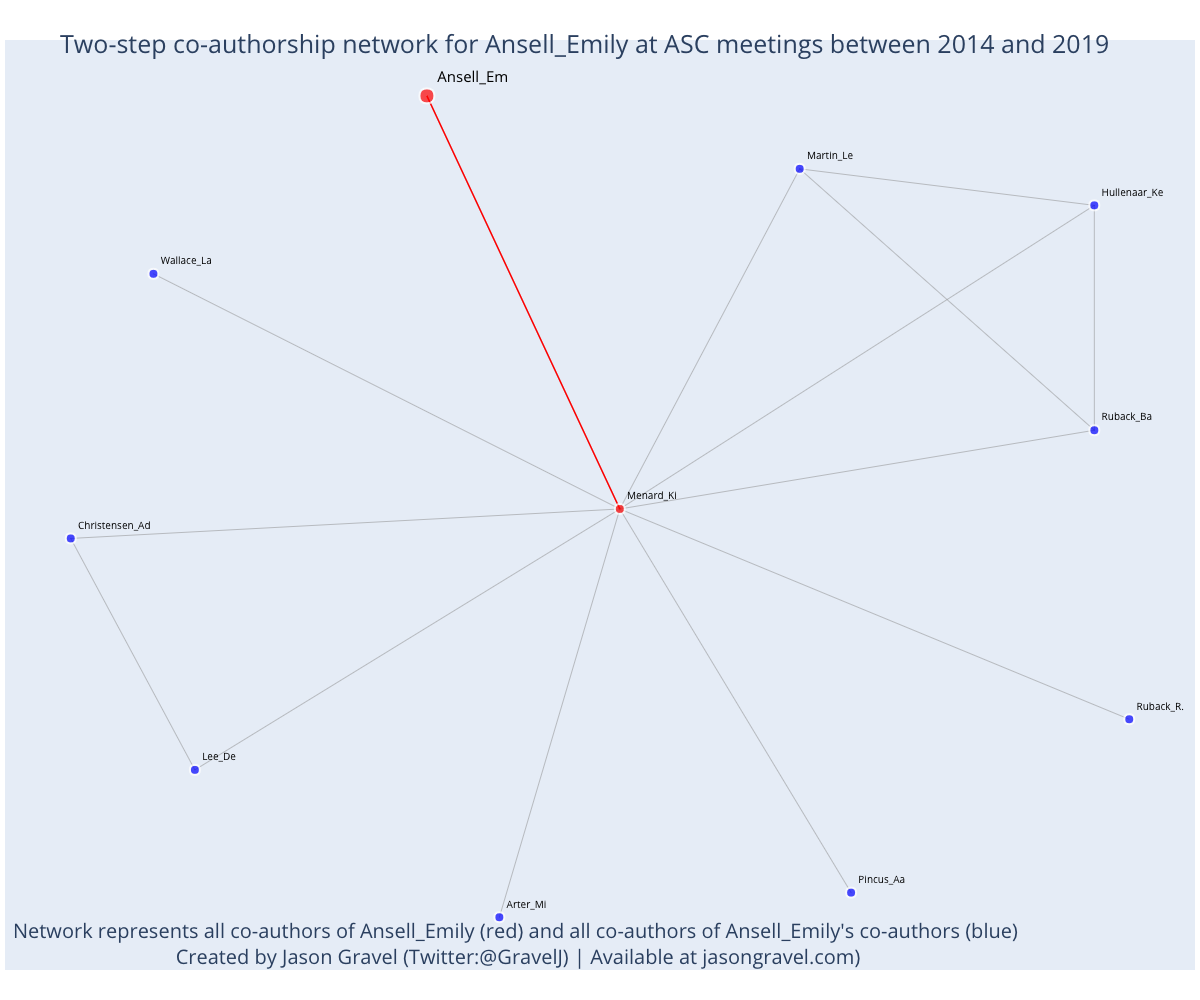 Two-step co-authorship network for Ansell_Emily at ASC meetings between 2014 and 2019
Ansell_Em
Martin_Le
Hullenaar_Ke
Wallace_La
Ruback_Ba
Menard_Ki
Christensen_Ad
Ruback_R.
Lee_De
Pincus_Aa
Arter_Mi
Network represents all co-authors of Ansell_Emily (red) and all co-authors of Ansell_Emily's co-authors (blue)
Created by Jason Gravel (Twitter:@GravelJ) | Available at jasongravel.com)